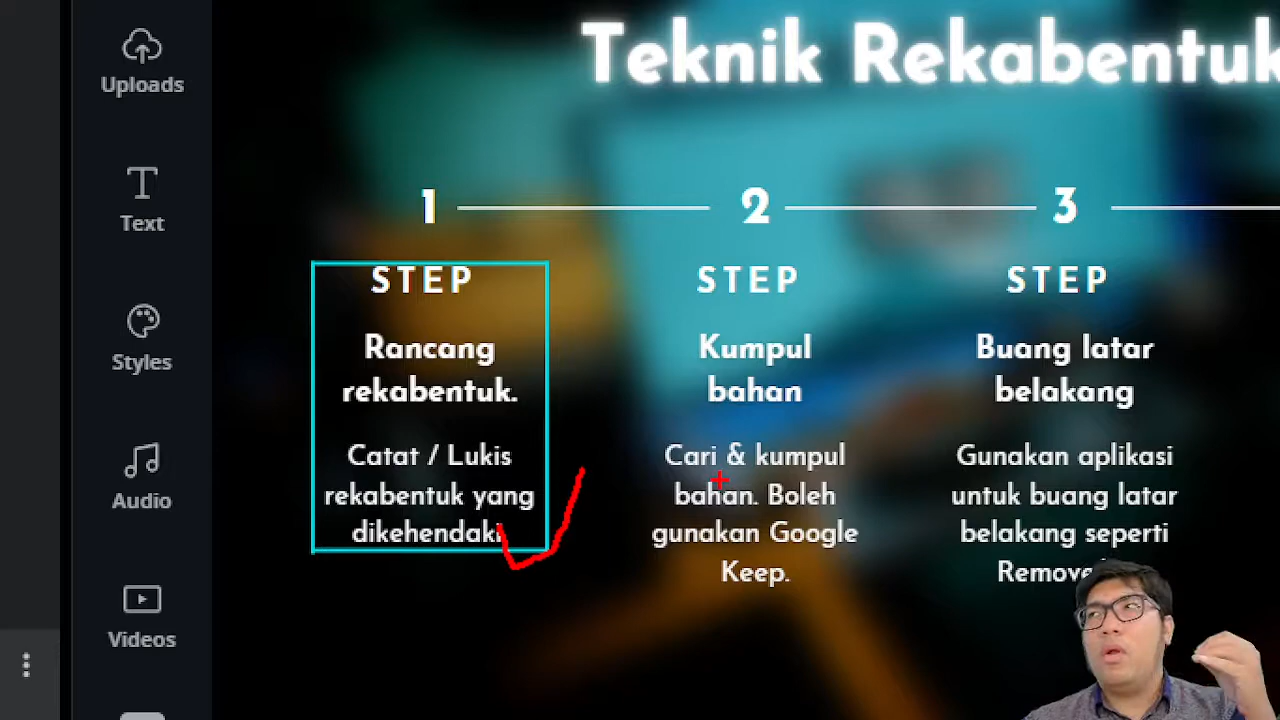 Uploads
Text
Styles
Audio
Videos
Teknik Rekabentuk
1
2
3
STEP
Rancang
rekabentuk.
Catat / Lukis
rekabentuk yang
dikehendaki
STEP
Kumpul
bahan
Cari & kumpul
bahan. Boleh
gunakan Google
Keep.
STEP
Buang latar
belakang
Gunakan aplikasi
untuk buang latar
belakang seperti